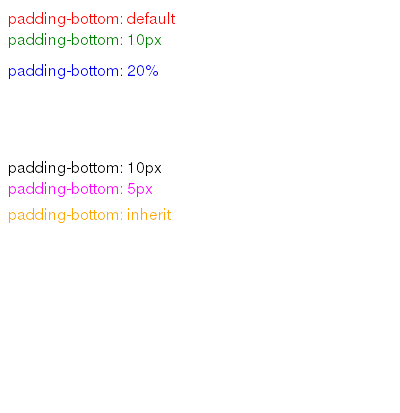 padding-bottom: default
padding-bottom: 10px
padding-bottom: 20%
padding-bottom: 10px
padding-bottom: 5px
padding-bottom: inherit